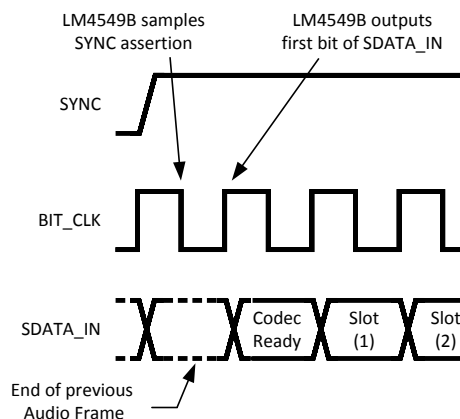 LM4549B samples
SYNC assertion
LM4549B outputs
first bit of SDATA_IN
SYNC
BIT_CLK
SDATA_IN
Codec
Ready
Slot
(1)
Slot
(2)
End of previous
Audio Frame